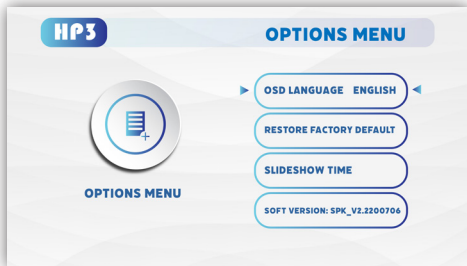 HP3
OPTIONS MENU
OSD LANGUAGE ENGLISH
RESTORE FACTORY DEFAULT
SLIDESHOW TIME
OPTIONS MENU
SOFT VERSION: SPK_V2.2200706